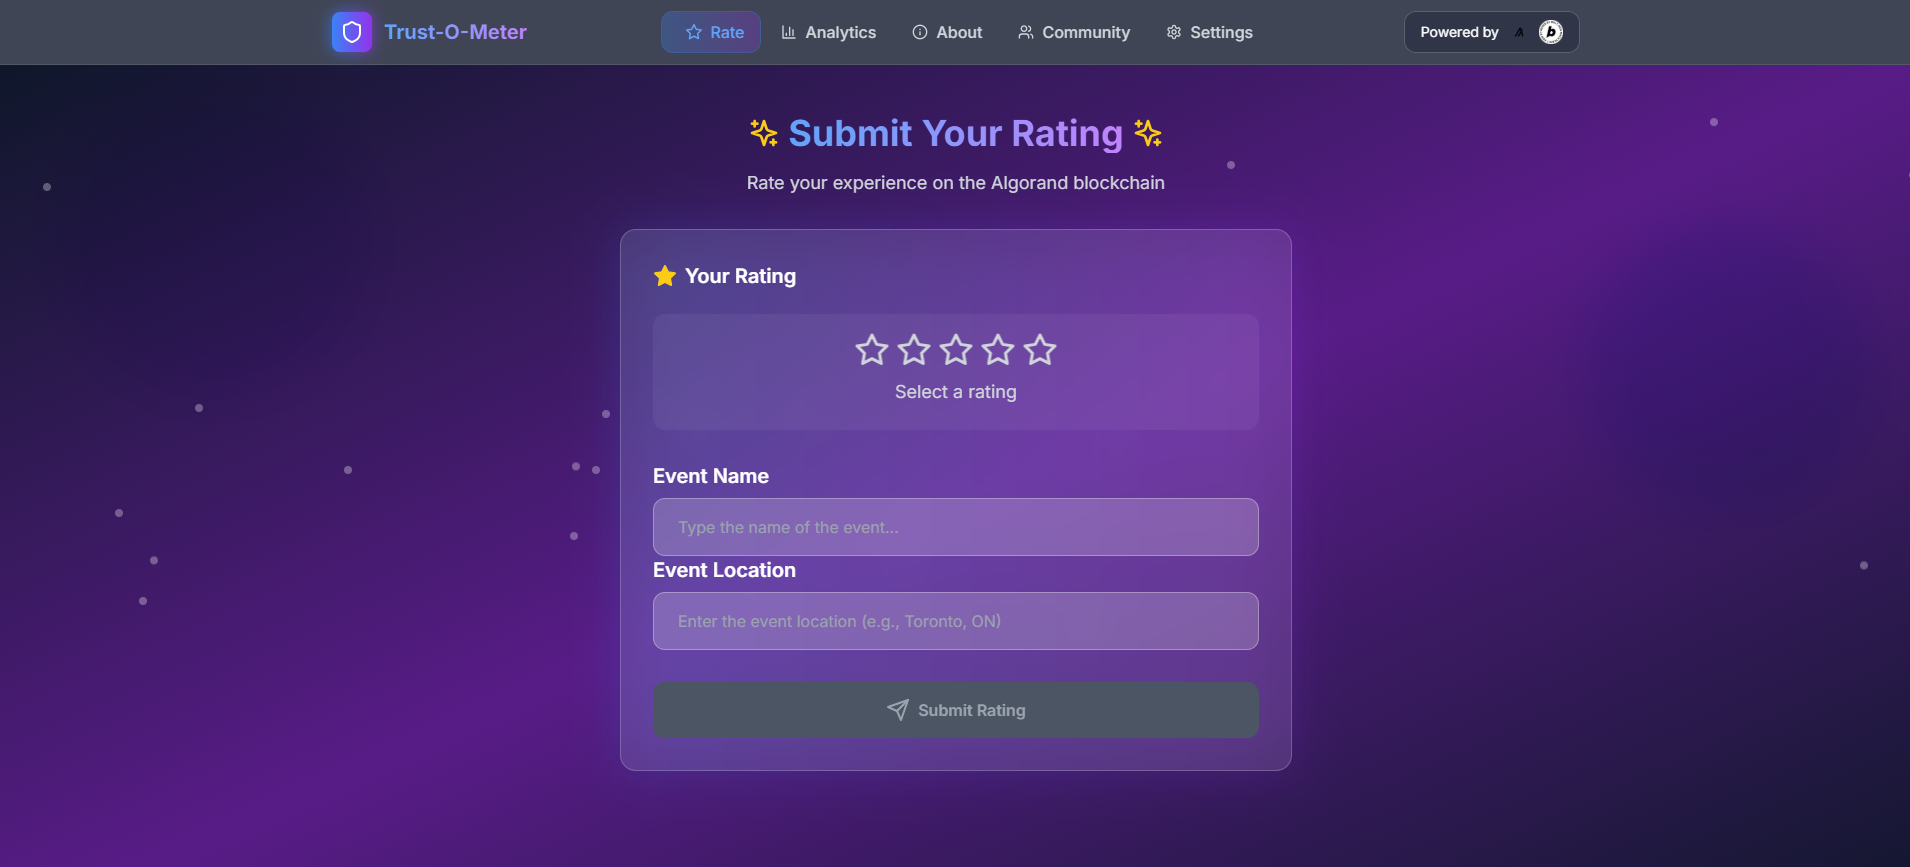 Trust-O-Meter
Rate
Analytics
About
Community
Settings
Powered by
b
Submit Your Rating
Rate your experience on the Algorand blockchain
Your Rating
Select a rating
Event Name
Type the name of the event...
Event Location
Enter the event location (e.g., Toronto, ON)
Submit Rating